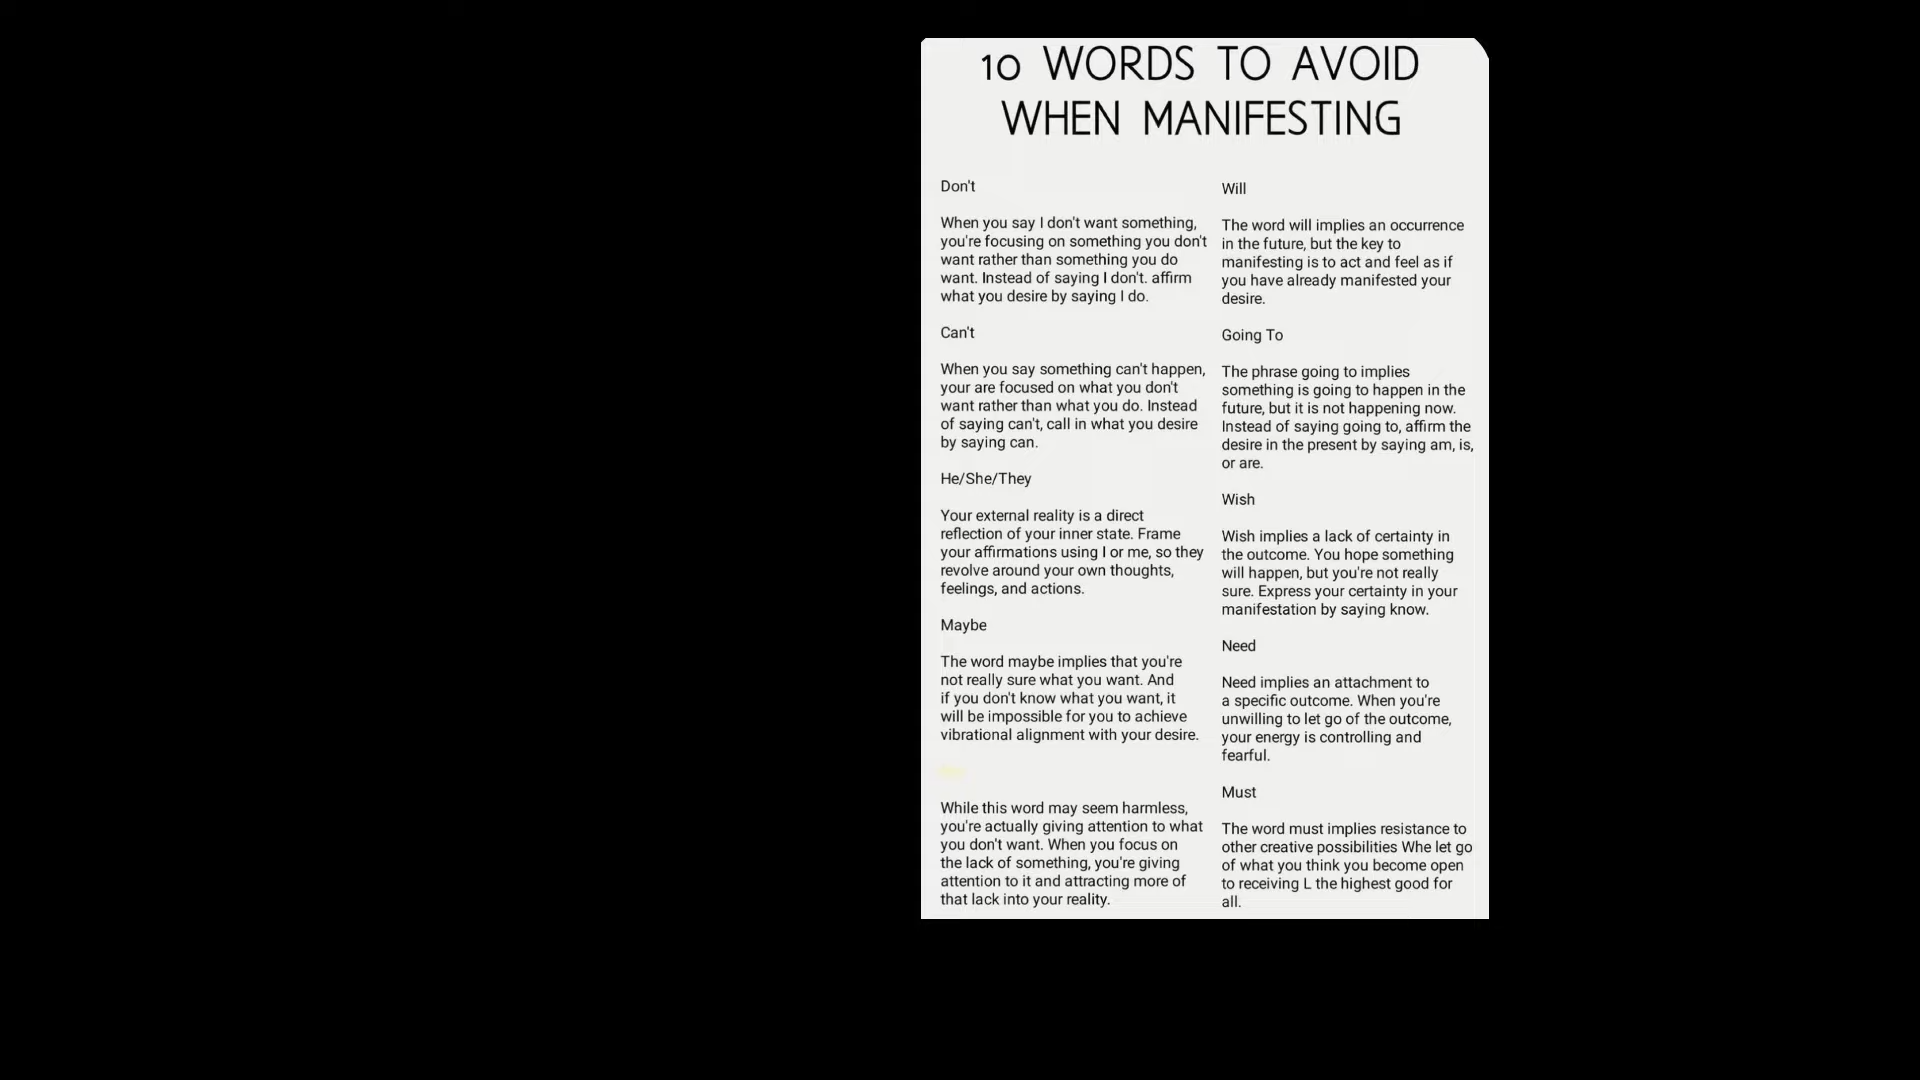 10 WORDS TO AVOID
WHEN MANIFESTING
Don't
When you say I don't want something,
you're focusing on something you don't
want rather than something you do
want. Instead of saying I don't. affirm
what you desire by saying I do.
Can't
When you say something can't happen,
your are focused on what you don't
want rather than what you do. Instead
of saying can't, call in what you desire
by saying can.
He/She/They
Your external reality is a direct
reflection of your inner state. Frame
your affirmations using I or me, so they
revolve around your own thoughts,
feelings, and actions.
Maybe
The word maybe implies that you're
not really sure what you want. And
if you don't know what you want, it
will be impossible for you to achieve
vibrational alignment with your desire.
While this word may seem harmless,
you're actually giving attention to what
you don't want. When you focus on
the lack of something, you're giving
attention to it and attracting more of
that lack into your reality.
Will
The word will implies an occurrence
in the future, but the key to
manifesting is to act and feel as if
you have already manifested your
desire.
Going To
The phrase going to implies
something is going to happen in the
future, but it is not happening now.
Instead of saying going to, affirm the
desire in the present by saying am, is,
or are.
Wish
Wish implies a lack of certainty in
the outcome. You hope something
will happen, but you're not really
sure. Express your certainty in your
manifestation by saying know.
Need
Need implies an attachment to
a specific outcome. When you're
unwilling to let go of the outcome,
your energy is controlling and
fearful.
Must
The word must implies resistance to
other creative possibilities Whe let go
of what you think you become open
to receiving L the highest good for
all.